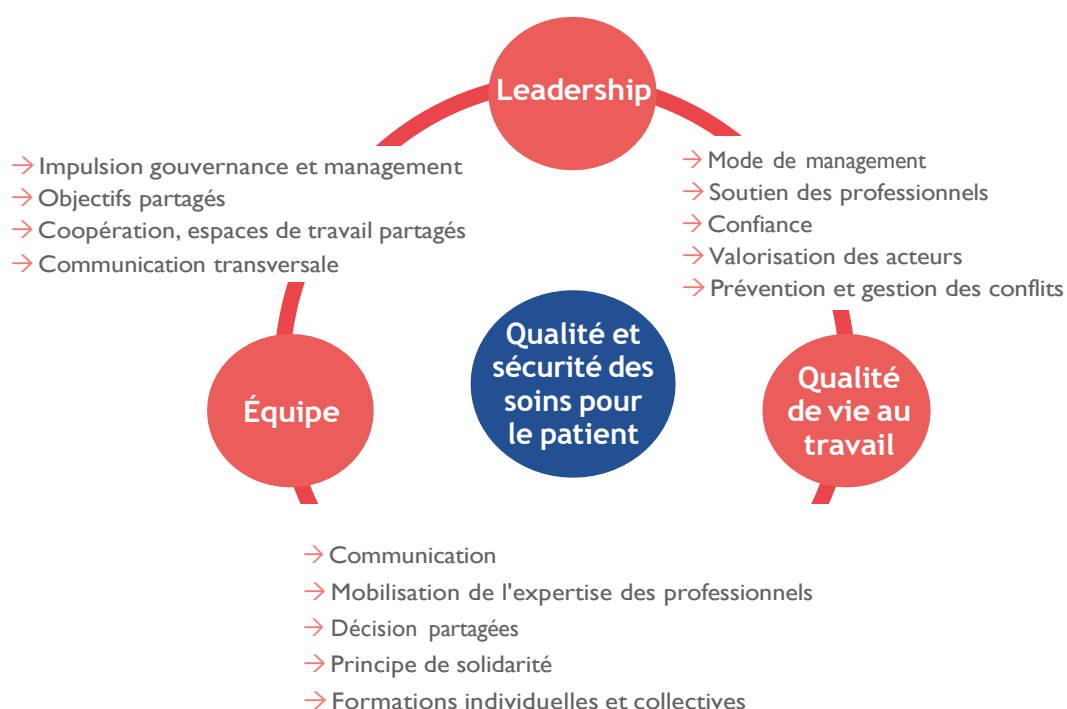 Leadership
→ Impulsion gouvernance et management
→ Objectifs partagés
→ Coopération, espaces de travail partagés
→ Communication transversale
→ Mode de management
→ Soutien des professionnels
→ Confiance
→ Valorisation des acteurs
→ Prévention et gestion des conflits
Équipe
Qualité et
sécurité des
soins pour
le patient
Qualité
de vie au
travail
→ Communication
→ Mobilisation de l'expertise des professionnels
→ Décision partagées
→ Principe de solidarité
→ Formations individuelles et collectives